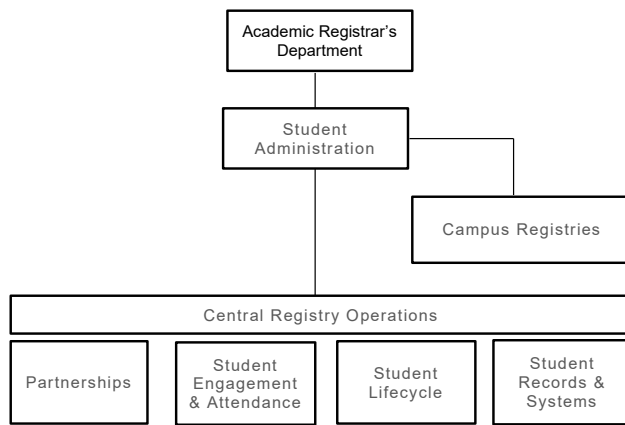 Academic Registrar's
Department
Student
Administration
Campus Registries
Central Registry Operations
Partnerships
Student
Engagement
& Attendance
Student
Lifecycle
Student
Records &
Systems